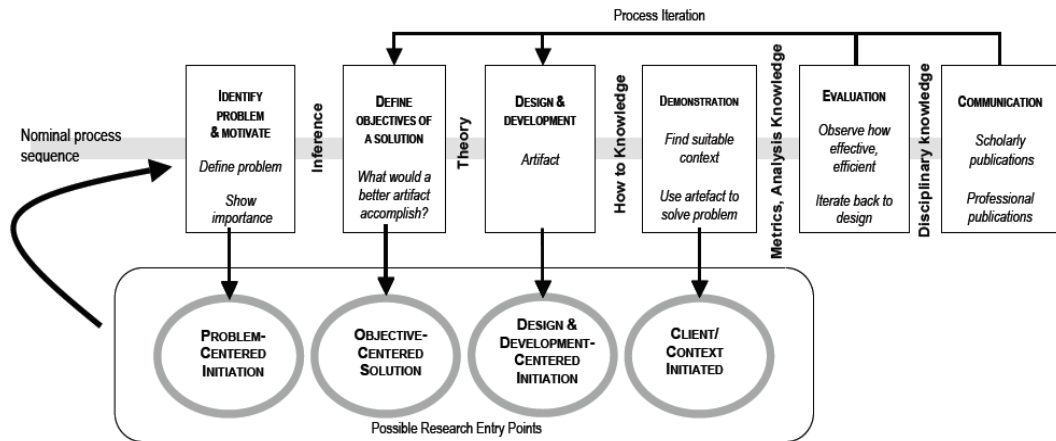 Process Iteration
Nominal process
sequence
IDENTIFY
PROBLEM
& MOTIVATE
Define problem
Show
importance
Inference
DEFINE
OBJECTIVES OF
A SOLUTION
What would a
better artifact
accomplish?
Theory
DESIGN &
DEVELOPMENT
Artifact
How to Knowledge
DEMONSTRATION
Find suitable
context
Use artefact to
solve problem
Metrics, Analysis Knowledge
EVALUATION
Observe how
effective,
efficient
Iterate back to
design
Disciplinary knowledge
COMMUNICATION
Scholarly
publications
Professional
publications
PROBLEM-
CENTERED
INITIATION
OBJECTIVE-
CENTERED
SOLUTION
DESIGN &
DEVELOPMENT-
CENTERED
INITIATION
CLIENT/
CONTEXT
INITIATED
Possible Research Entry Points